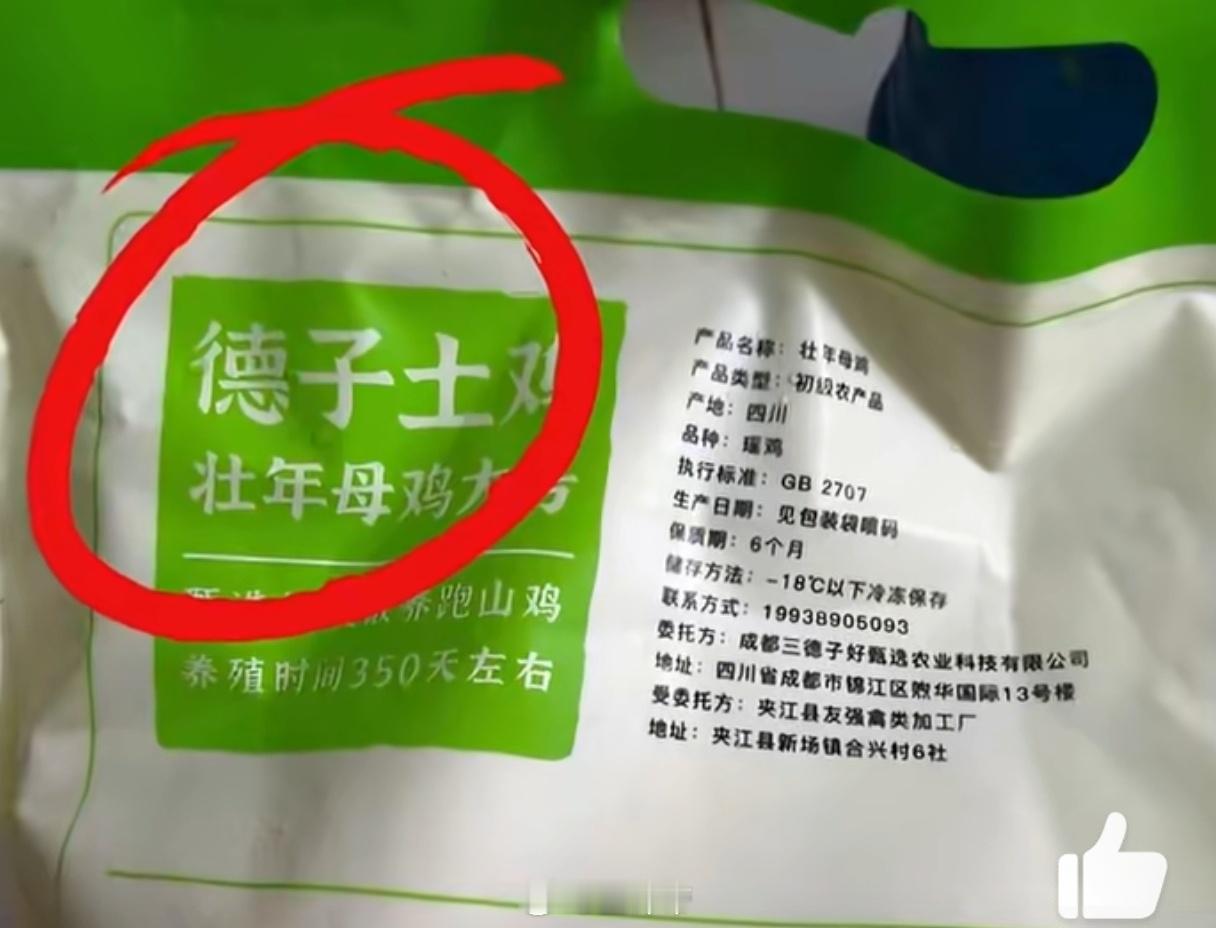 德子土鸡
壮年母鸡
跑山鸡
养殖时间350天左右
产品名称：壮年母鸡
产品类型：初级农产品
产地：四川
品种：瑶鸡
执行标准：GB 2707
生产日期：见包装袋喷码
保质期：6个月
储存方法：-18℃以下冷冻保存
联系方式：19938905093
委托方：成都三德子好甄选农业科技有限公司
地址：四川省成都市锦江区煦华国际13号楼
受委托方：夹江县友强禽类加工厂
地址：夹江县新场镇合兴村6社